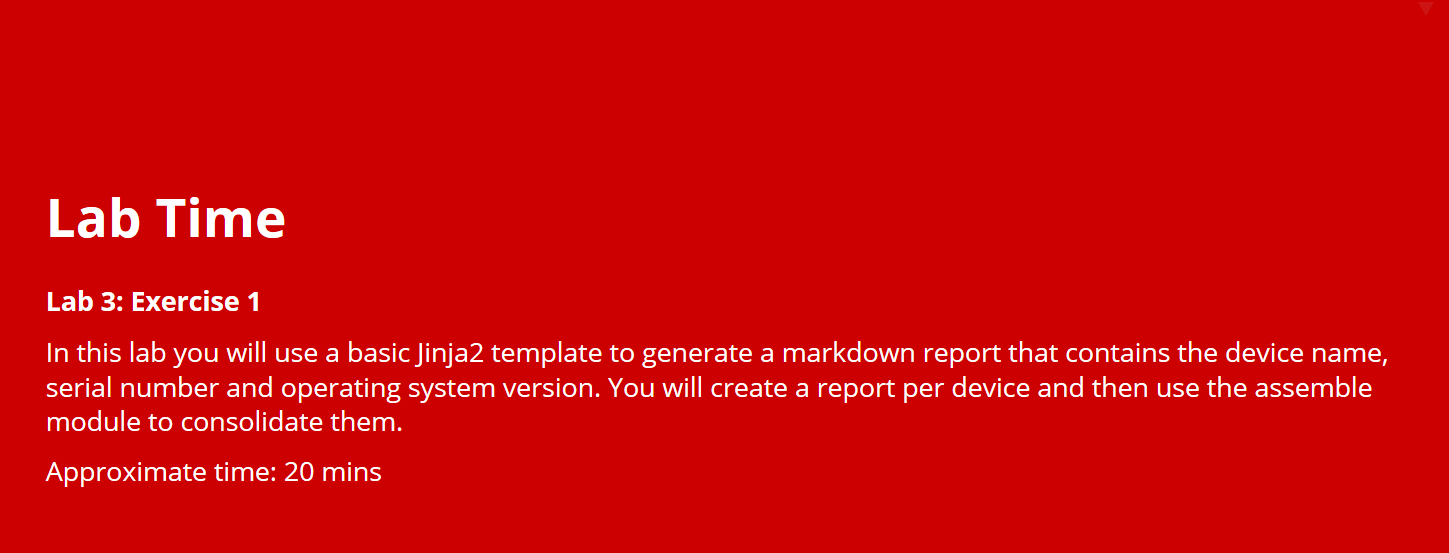 Lab Time
Lab 3: Exercise 1
In this lab you will use a basic Jinja2 template to generate a markdown report that contains the device name,
serial number and operating system version. You will create a report per device and then use the assemble
module to consolidate them.
Approximate time: 20 mins